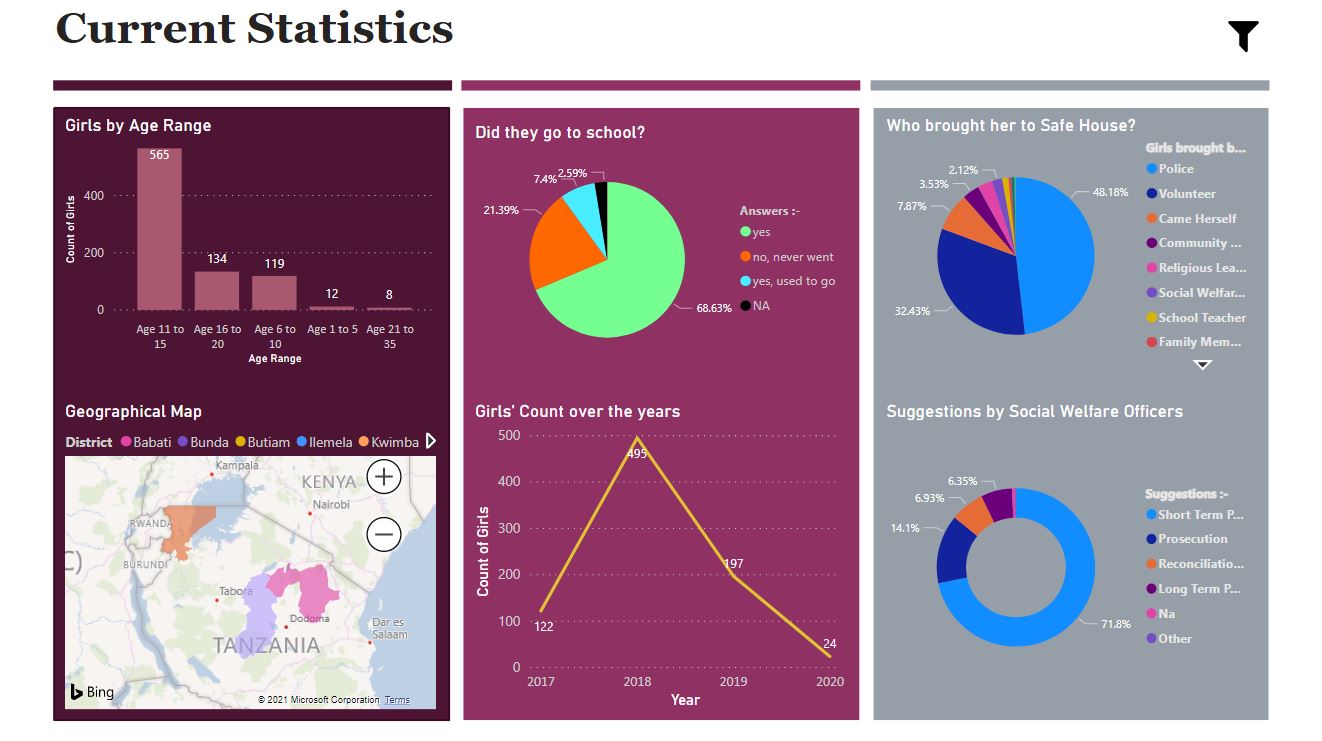 Current Statistics
Girls by Age Range
Count of Girls
400
200
0
565
134
119
12
8
Age 11 to
15
Age 16 to
20
Age 6 to
10
Age 1 to 5
Age 21 to
35
Age Range
Geographical Map
District
Babati
Bunda
Butiam
Ilemela
Kwimba
Kampala
KENYA
Nairobi
RWANDA
BURUNDI
C)
Tabora
Dodoma
Dar es
Salaam
TANZANIA
Bing
© 2021 Microsoft Corporation Terms
Did they go to school?
2.59%
7.4%
21.39%
68.63%
Answers :-
yes
no, never went
yes, used to go
NA
Girls' Count over the years
Count of Girls
500
400
300
200
100
0
122
495
197
24
2017
2018
2019
2020
Year
Who brought her to Safe House?
2.12%
3.53%
7.87%
32.43%
48.18%
Girls brought b...
Police
Volunteer
Came Herself
Community ...
Religious Lea...
Social Welfar...
School Teacher
Family Mem...
Suggestions by Social Welfare Officers
6.35%
6.93%
14.1%
71.8%
Suggestions :-
Short Term P...
Prosecution
Reconciliatio...
Long Term P...
Na
Other